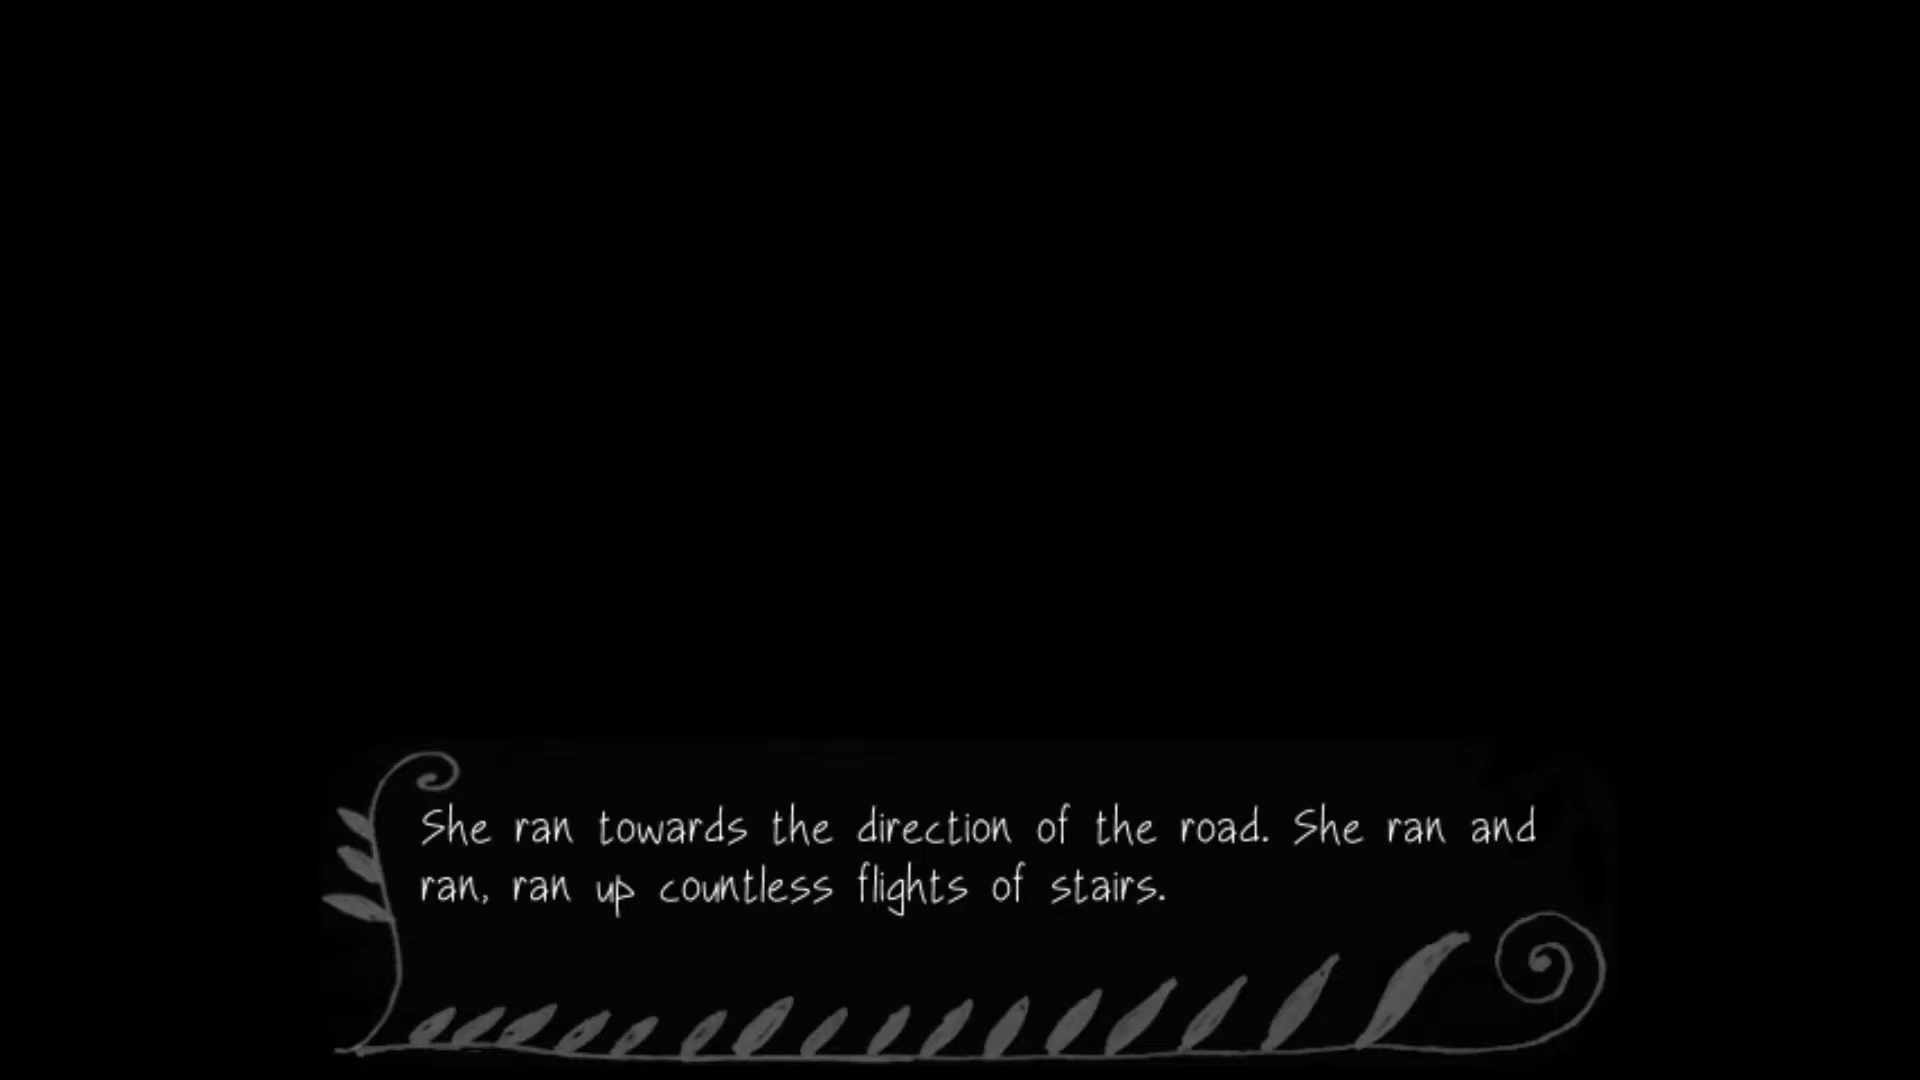 She ran towards the direction of the road. She ran and
ran, ran up countless flights of stairs.